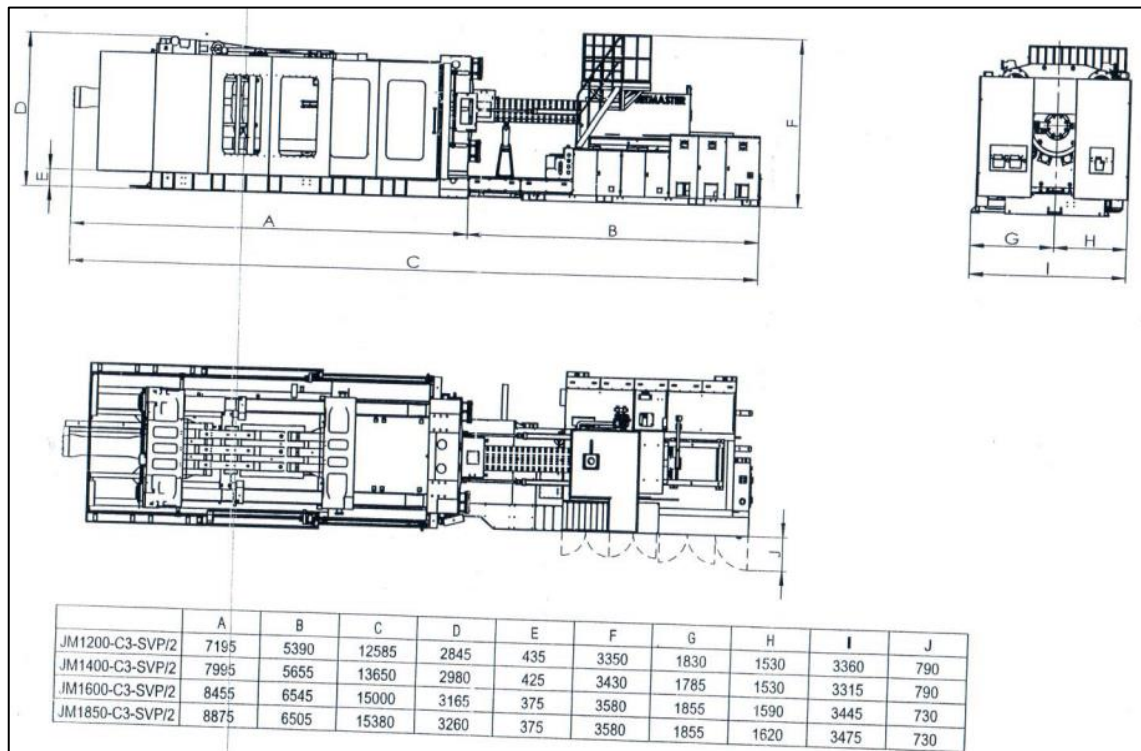 D
E
F
MASTER
A
B
C
G
H
I
J
A B C D E F G H I J
JM1200-C3-SVP/2 7195 5390 12585 2845 435 3350 1830 1530 3360 790
JM1400-C3-SVP/2 7995 5655 13650 2980 425 3430 1785 1530 3315 790
JM1600-C3-SVP/2 8455 6545 15000 3165 375 3580 1855 1590 3445 730
JM1850-C3-SVP/2 8875 6505 15380 3260 375 3580 1855 1620 3475 730